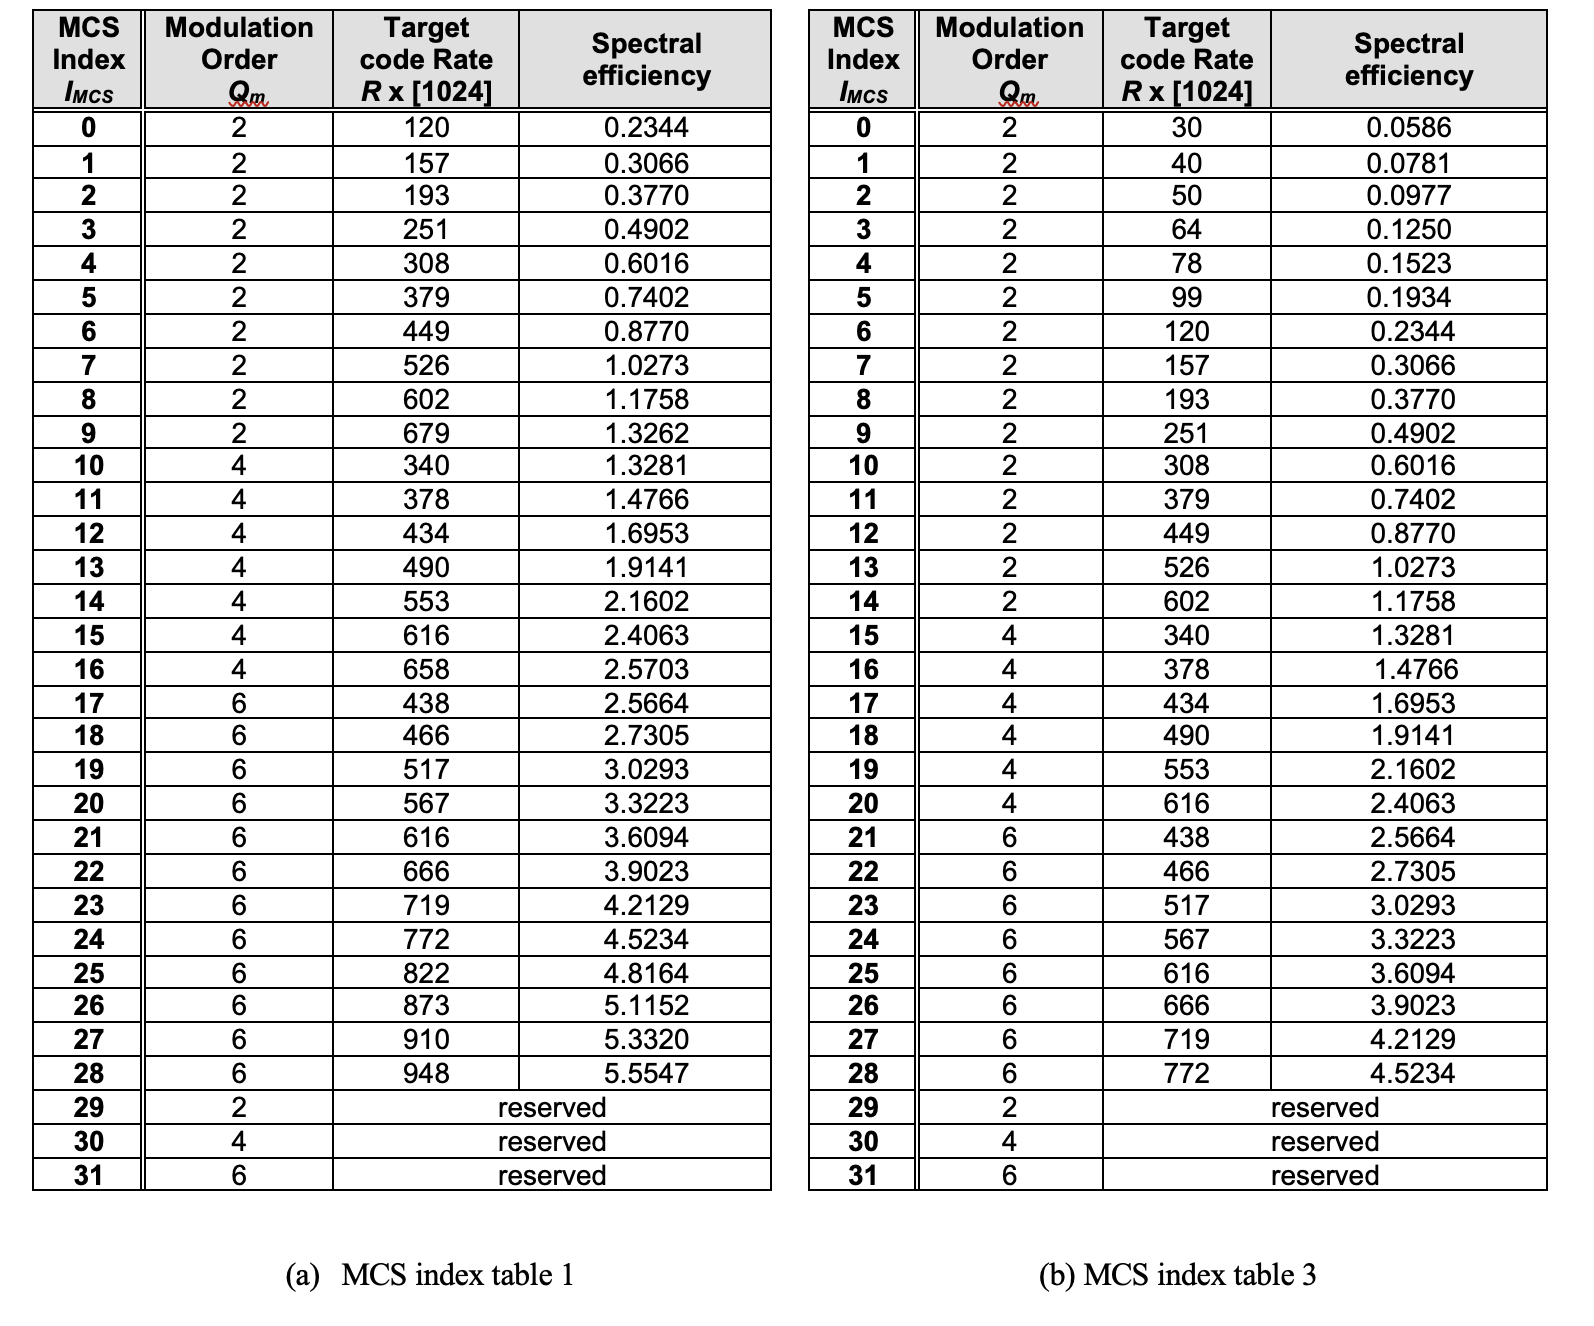 MCS Index I_MCS | Modulation Order Q_m | Target code Rate R x [1024] | Spectral efficiency
0 | 2 | 120 | 0.2344
1 | 2 | 157 | 0.3066
2 | 2 | 193 | 0.3770
3 | 2 | 251 | 0.4902
4 | 2 | 308 | 0.6016
5 | 2 | 379 | 0.7402
6 | 2 | 449 | 0.8770
7 | 2 | 526 | 1.0273
8 | 2 | 602 | 1.1758
9 | 2 | 679 | 1.3262
10 | 4 | 340 | 1.3281
11 | 4 | 378 | 1.4766
12 | 4 | 434 | 1.6953
13 | 4 | 490 | 1.9141
14 | 4 | 553 | 2.1602
15 | 4 | 616 | 2.4063
16 | 4 | 658 | 2.5703
17 | 6 | 438 | 2.5664
18 | 6 | 466 | 2.7305
19 | 6 | 517 | 3.0293
20 | 6 | 567 | 3.3223
21 | 6 | 616 | 3.6094
22 | 6 | 666 | 3.9023
23 | 6 | 719 | 4.2129
24 | 6 | 772 | 4.5234
25 | 6 | 822 | 4.8164
26 | 6 | 873 | 5.1152
27 | 6 | 910 | 5.3320
28 | 6 | 948 | 5.5547
29 | 2 | reserved
30 | 4 | reserved
31 | 6 | reserved
(a) MCS index table 1
MCS Index I_MCS | Modulation Order Q_m | Target code Rate R x [1024] | Spectral efficiency
0 | 2 | 30 | 0.0586
1 | 2 | 40 | 0.0781
2 | 2 | 50 | 0.0977
3 | 2 | 64 | 0.1250
4 | 2 | 78 | 0.1523
5 | 2 | 99 | 0.1934
6 | 2 | 120 | 0.2344
7 | 2 | 157 | 0.3066
8 | 2 | 193 | 0.3770
9 | 2 | 251 | 0.4902
10 | 2 | 308 | 0.6016
11 | 2 | 379 | 0.7402
12 | 2 | 449 | 0.8770
13 | 2 | 526 | 1.0273
14 | 2 | 602 | 1.1758
15 | 4 | 340 | 1.3281
16 | 4 | 378 | 1.4766
17 | 4 | 434 | 1.6953
18 | 4 | 490 | 1.9141
19 | 4 | 553 | 2.1602
20 | 4 | 616 | 2.4063
21 | 6 | 438 | 2.5664
22 | 6 | 466 | 2.7305
23 | 6 | 517 | 3.0293
24 | 6 | 567 | 3.3223
25 | 6 | 616 | 3.6094
26 | 6 | 666 | 3.9023
27 | 6 | 719 | 4.2129
28 | 6 | 772 | 4.5234
29 | 2 | reserved
30 | 4 | reserved
31 | 6 | reserved
(b) MCS index table 3